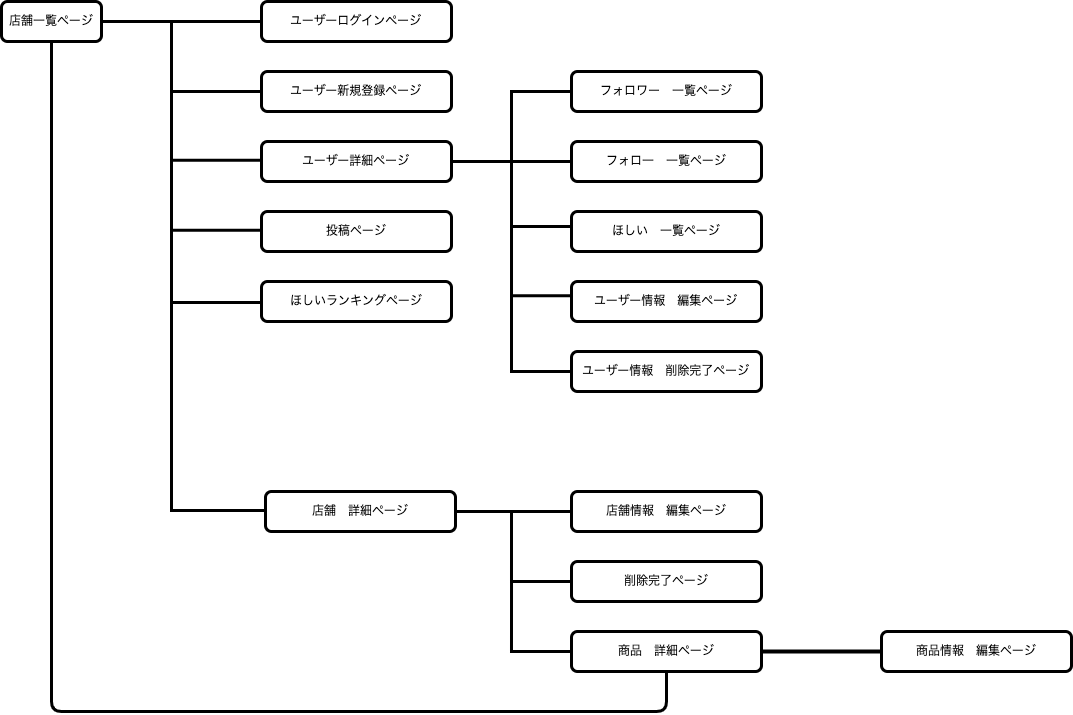 店舗一覧ページ
ユーザーログインページ
ユーザー新規登録ページ
ユーザー詳細ページ
投稿ページ
ほしいランキングページ
フォロワー　一覧ページ
フォロー　一覧ページ
ほしい　一覧ページ
ユーザー情報　編集ページ
ユーザー情報　削除完了ページ
店舗　詳細ページ
店舗情報　編集ページ
削除完了ページ
商品　詳細ページ
商品情報　編集ページ